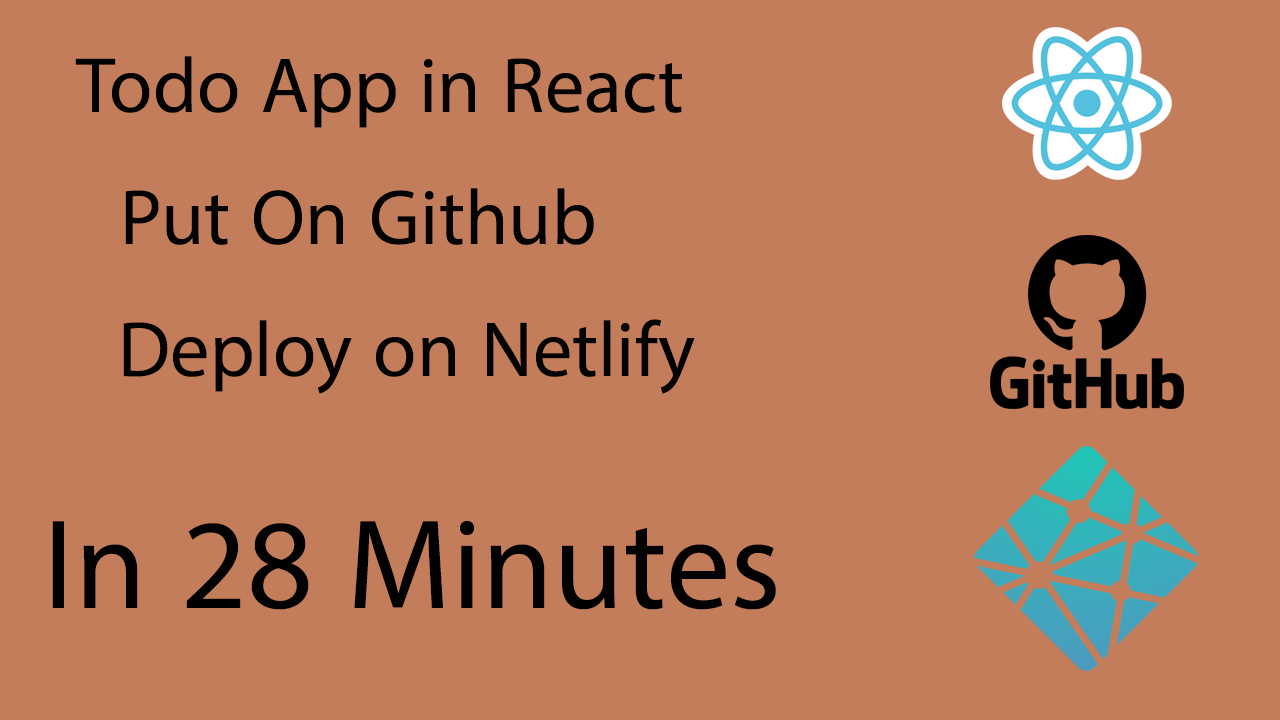 Todo App in React
Put On Github
Deploy on Netlify
GitHub
In 28 Minutes